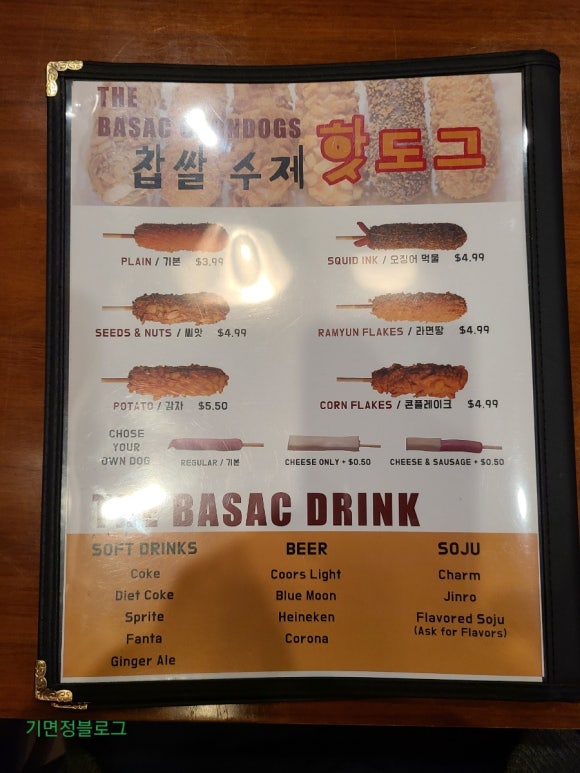 THE
BASAC CORNDOGS
찹쌀 수제 핫도그
PLAIN / 기본 $3.99
SQUID INK / 오징어 먹물 $4.99
SEEDS & NUTS / 씨앗 $4.99
RAMYUN FLAKES / 라면땅 $4.99
POTATO / 감자 $5.50
CORN FLAKES / 콘플레이크 $4.99
CHOSE
YOUR
OWN DOG
REGULAR / 기본
CHEESE ONLY + $0.50
CHEESE & SAUSAGE + $0.50
THE BASAC DRINK
SOFT DRINKS
Coke
Diet Coke
Sprite
Fanta
Ginger Ale
BEER
Coors Light
Blue Moon
Heineken
Corona
SOJU
Charm
Jinro
Flavored Soju
(Ask for Flavors)
기면정블로그